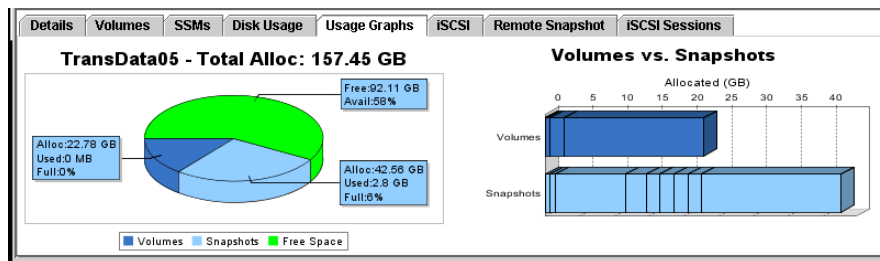 Details Volumes SSMs Disk Usage Usage Graphs iSCSI Remote Snapshot iSCSI Sessions
TransData05 - Total Alloc: 157.45 GB
Free:92.11 GB
Avail:58%
Alloc:22.78 GB
Used:0 MB
Full:0%
Alloc:42.56 GB
Used:2.8 GB
Full:6%
Volumes Snapshots Free Space
Volumes vs. Snapshots
Allocated (GB)
0 5 10 15 20 25 30 35 40
Volumes
Snapshots